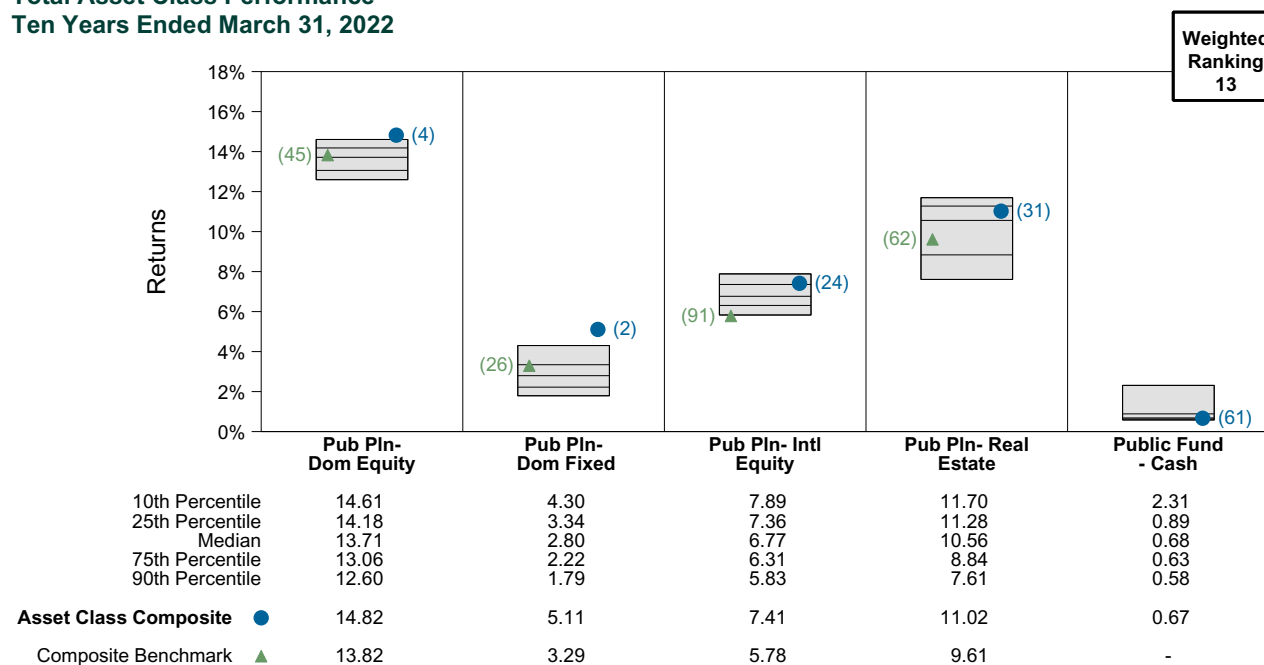 Total Asset Class Performance
Ten Years Ended March 31, 2022
Weighted
Ranking
13
Returns
18%
16%
14%
12%
10%
8%
6%
4%
2%
0%
(45) (4)
(26) (2)
(91) (24)
(62) (31)
(61)
Pub Pln- Pub Pln- Pub Pln- Intl Pub Pln- Real Public Fund
Dom Equity Dom Fixed Equity Estate - Cash
10th Percentile 14.61 4.30 7.89 11.70 2.31
25th Percentile 14.18 3.34 7.36 11.28 0.89
Median 13.71 2.80 6.77 10.56 0.68
75th Percentile 13.06 2.22 6.31 8.84 0.63
90th Percentile 12.60 1.79 5.83 7.61 0.58
Asset Class Composite 14.82 5.11 7.41 11.02 0.67
Composite Benchmark 13.82 3.29 5.78 9.61 -